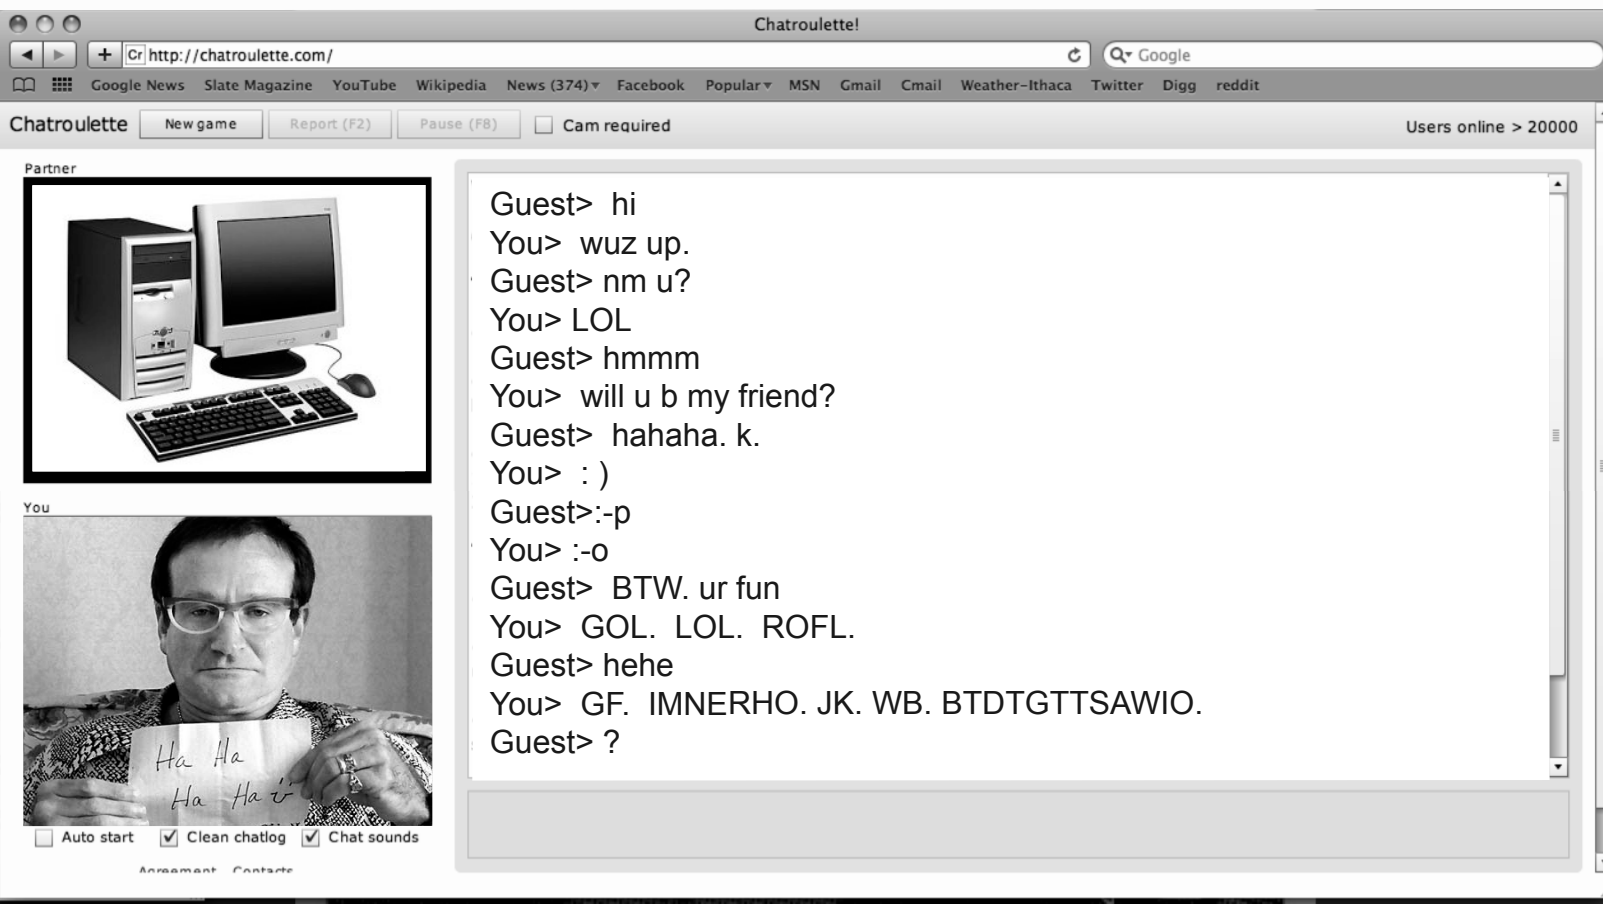 Chatroulette!
Cr http://chatroulette.com/
Google
Google News Slate Magazine YouTube Wikipedia News (374) Facebook Popular MSN Gmail Cmail Weather-Ithaca Twitter Digg reddit
Chatroulette New game Report (F2) Pause (F8) Cam required Users online > 20000
Partner
Guest> hi
You> wuz up.
Guest> nm u?
You> LOL
Guest> hmmm
You> will u b my friend?
Guest> hahaha. k.
You> : )
Guest>:-p
You> :-o
Guest> BTW. ur fun
You> GOL. LOL. ROFL.
Guest> hehe
You> GF. IMNERHO. JK. WB. BTDTGTTSAWIO.
Guest> ?
You
Ha Ha
Ha Ha
Auto start Clean chatlog Chat sounds
Agreement Contacts